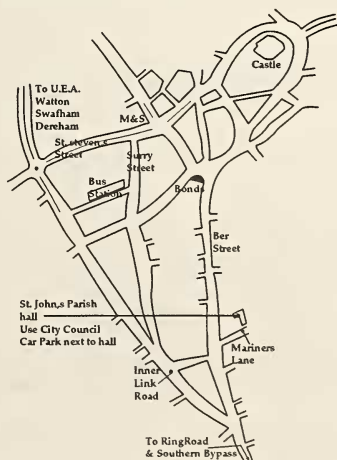 Castle
To U.E.A.
Watton
Swafham
Dereham
M&S
St.steven,s
Street
Surry
Street
Bus
Station
Bonds
Ber
Street
St. John,s Parish
hall
Use City Council
Car Park next to hall
Mariners
Lane
Inner
Link
Road
To RingRoad
& Southern Bypass